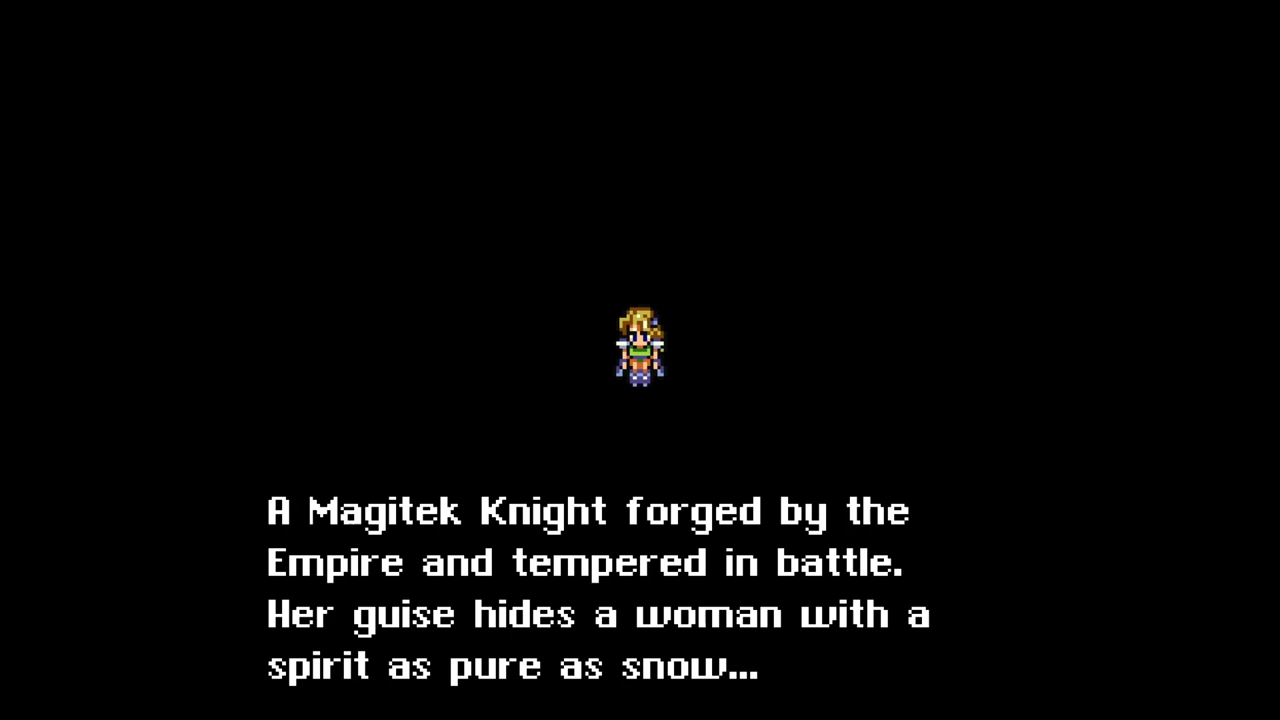 A Magitek Knight forged by the
Empire and tempered in battle.
Her guise hides a woman with a
spirit as pure as snow...